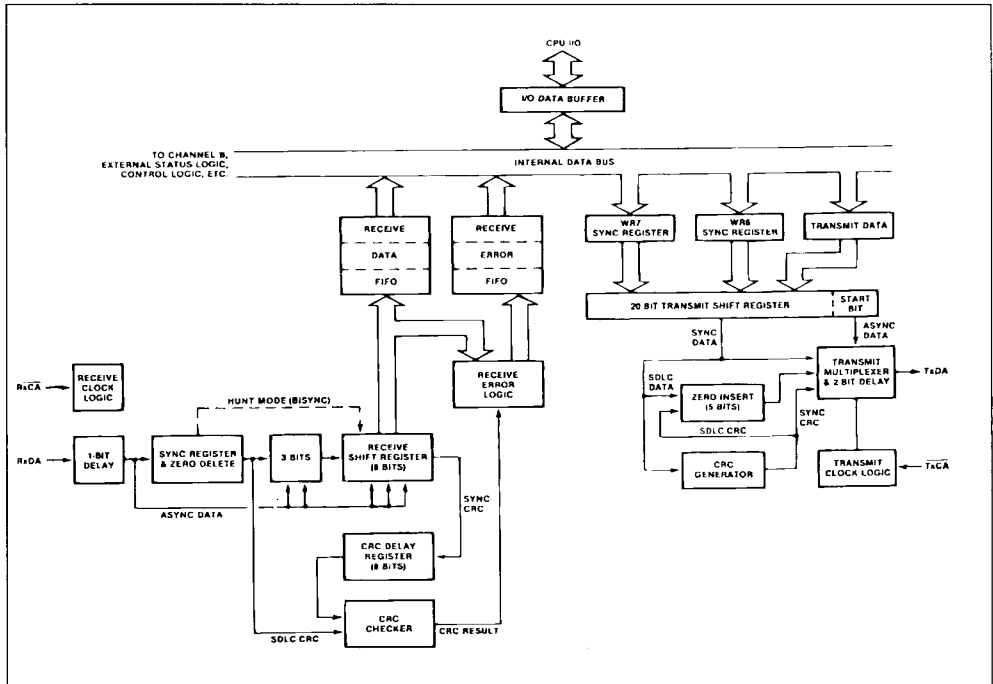 CPU I/O
I/O DATA BUFFER
TO CHANNEL B,
EXTERNAL STATUS LOGIC,
CONTROL LOGIC, ETC.
INTERNAL DATA BUS
RECEIVE
DATA
FIFO
RECEIVE
ERROR
FIFO
WR7
SYNC REGISTER
WR6
SYNC REGISTER
TRANSMIT DATA
20 BIT TRANSMIT SHIFT REGISTER
START
BIT
SYNC
DATA
ASYNC
DATA
RxCA
RECEIVE
CLOCK
LOGIC
RECEIVE
ERROR
LOGIC
TRANSMIT
MULTIPLEXER
& 2 BIT DELAY
TxDA
SDLC
DATA
ZERO INSERT
(5 BITS)
SYNC
CRC
SDLC CRC
HUNT MODE (BISYNC)
RxDA
1-BIT
DELAY
SYNC REGISTER
& ZERO DELETE
3 BITS
RECEIVE
SHIFT REGISTER
(8 BITS)
CRC
GENERATOR
TRANSMIT
CLOCK LOGIC
TxCA
ASYNC DATA
SYNC
CRC
CRC DELAY
REGISTER
(8 BITS)
CRC
CHECKER
SDLC CRC
CRC RESULT